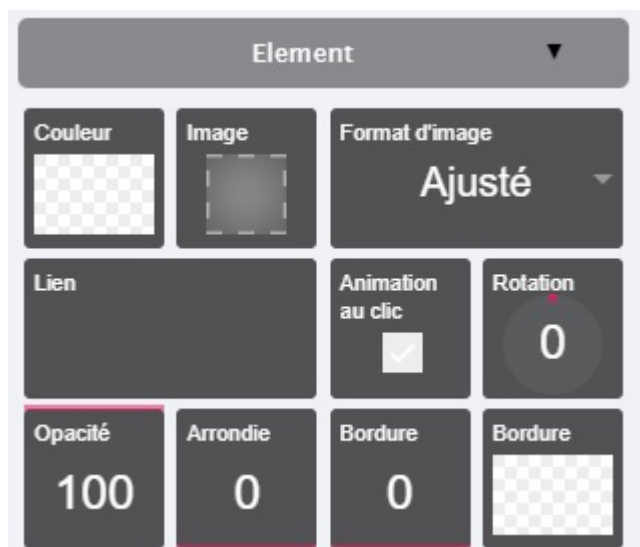 Element
Couleur
Image
Format d'image
Ajusté
Lien
Animation
au clic
Rotation
0
Opacité
100
Arrondie
0
Bordure
0
Bordure